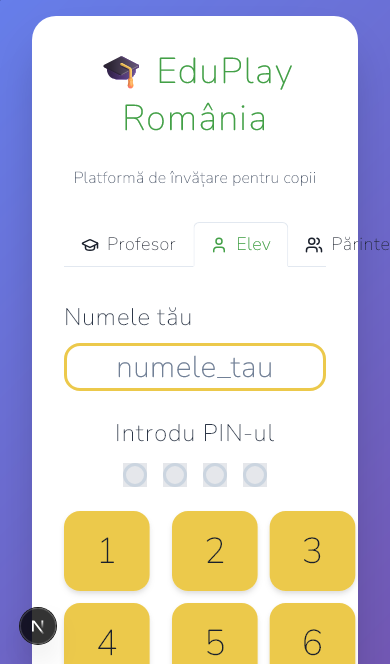 EduPlay
România
Platformă de învățare pentru copii
Profesor Elev Părinte
Numele tău
numele_tau
Introdu PIN-ul
1 2 3
4 5 6
N